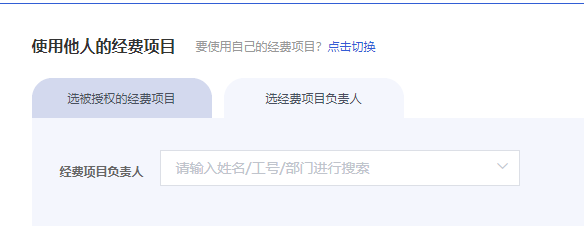 使用他人的经费项目 要使用自己的经费项目？点击切换
选被授权的经费项目 选经费项目负责人
经费项目负责人 请输入姓名/工号/部门进行搜索